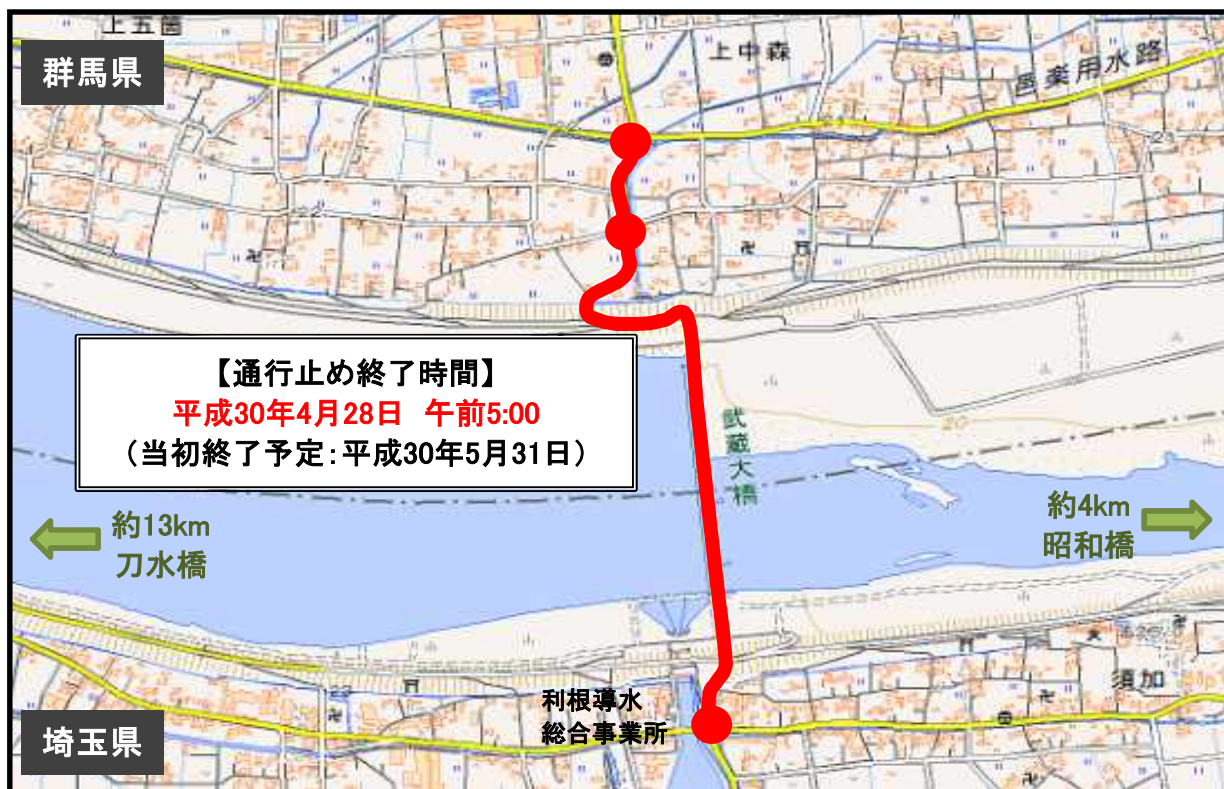 上五箇
群馬県
上中森
邑楽用水路
22
【通行止め終了時間】
平成30年4月28日 午前5:00
(当初終了予定:平成30年5月31日)
武蔵大橋
20
約13km
刀水橋
約4km
昭和橋
22
須加
利根導水
総合事業所
埼玉県